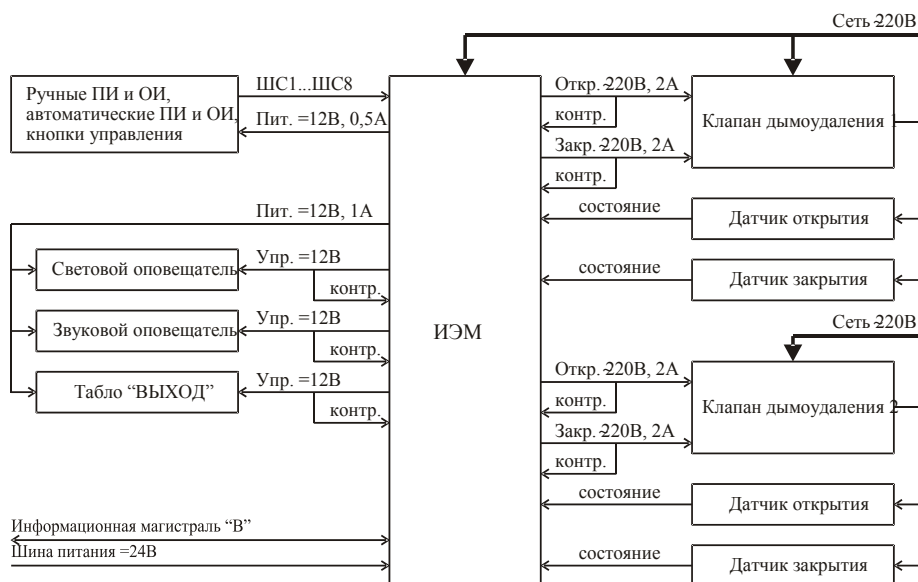 Сеть ~220В
Ручные ПИ и ОИ,
автоматические ПИ и ОИ,
кнопки управления
ШС1...ШС8
Пит. =12В, 0,5А
Откр. ~220В, 2А
контр.
Закр. ~220В, 2А
контр.
Клапан дымоудаления 1
Пит. =12В, 1А
состояние
Датчик открытия
Световой оповещатель
Упр. =12В
контр.
состояние
Датчик закрытия
Звуковой оповещатель
Упр. =12В
контр.
ИЭМ
Сеть ~220В
Табло “ВЫХОД”
Упр. =12В
контр.
Откр. ~220В, 2А
контр.
Закр. ~220В, 2А
контр.
Клапан дымоудаления 2
состояние
Датчик открытия
Информационная магистраль “В”
Шина питания =24В
состояние
Датчик закрытия